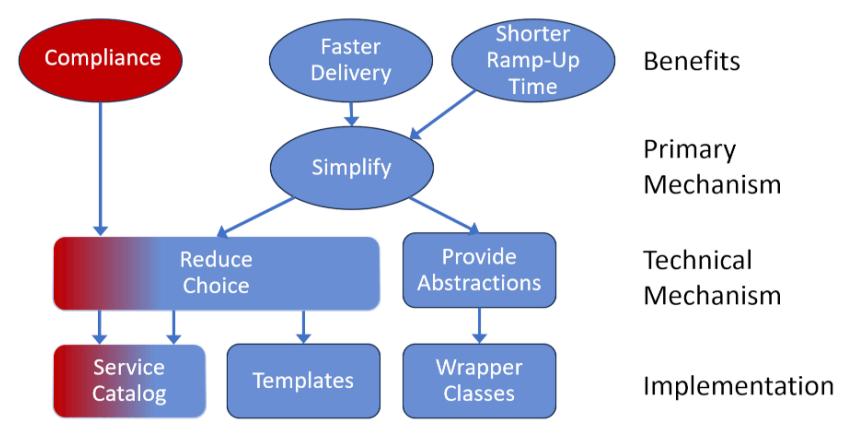 Compliance
Faster
Delivery
Shorter
Ramp-Up
Time
Benefits
Simplify
Primary
Mechanism
Reduce
Choice
Provide
Abstractions
Technical
Mechanism
Service
Catalog
Templates
Wrapper
Classes
Implementation